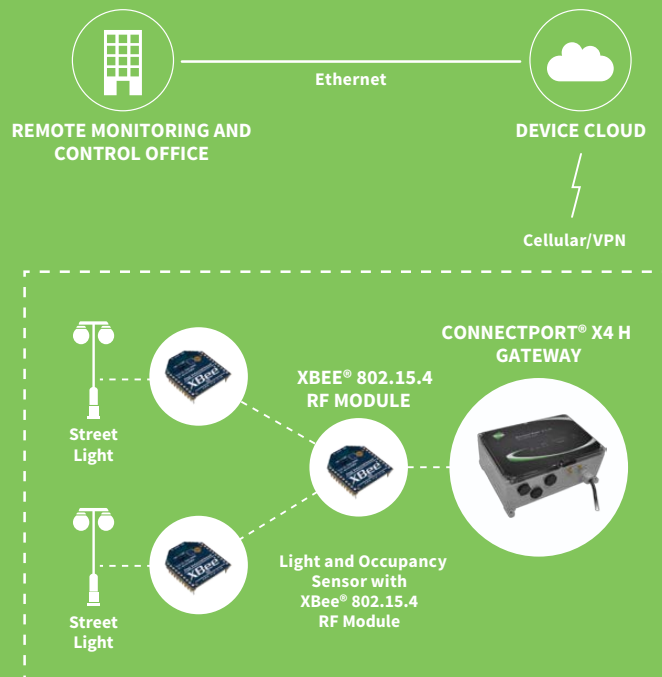 Ethernet
REMOTE MONITORING AND
CONTROL OFFICE
DEVICE CLOUD
Cellular/VPN
CONNECTPORT® X4 H
GATEWAY
XBEE® 802.15.4
RF MODULE
XBee
Street
Light
XBee
XBee
Light and Occupancy
Sensor with
XBee® 802.15.4
RF Module
Street
Light